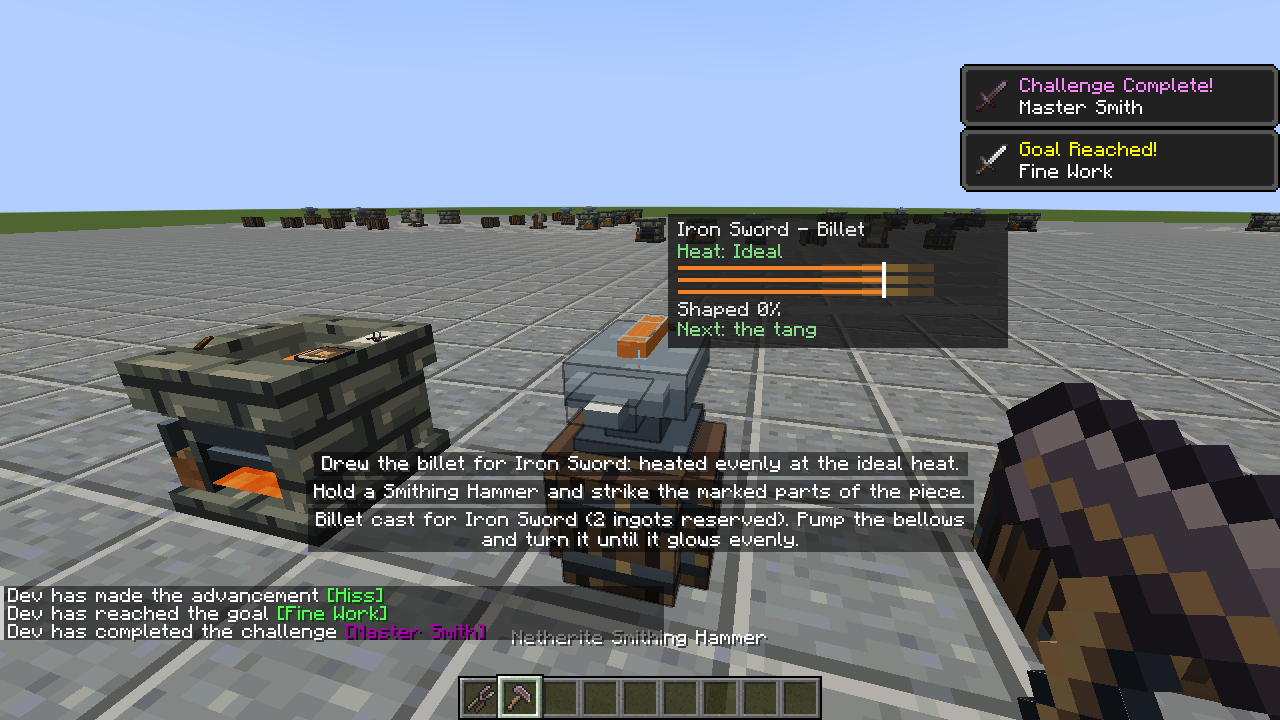 Challenge Complete!
Master Smith
Goal Reached!
Fine Work
Iron Sword - Billet
Heat: Ideal
Shaped 0%
Next: the tang
Drew the billet for Iron Sword: heated evenly at the ideal heat.
Hold a Smithing Hammer and strike the marked parts of the piece.
Billet cast for Iron Sword (2 ingots reserved). Pump the bellows
and turn it until it glows evenly.
Dev has made the advancement [Hiss]
Dev has reached the goal [Fine Work]
Dev has completed the challenge [Master Smith]
Netherite Smithing Hammer